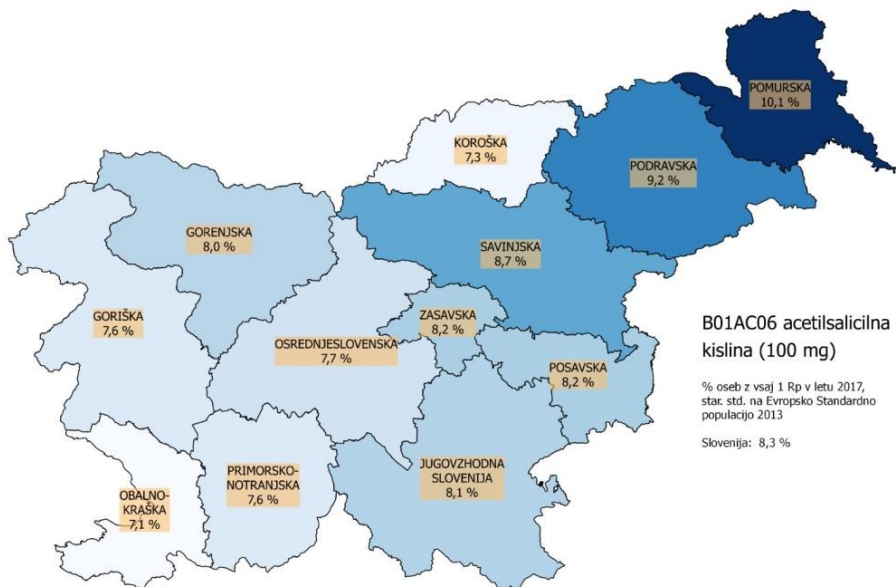 POMURSKA
10,1 %
KOROŠKA
7,3 %
PODRAVSKA
9,2 %
GORENJSKA
8,0 %
SAVINJSKA
8,7 %
GORIŠKA
7,6 %
ZASAVSKA
8,2 %
OSREDNJESLOVENSKA
7,7 %
POSAVSKA
8,2 %
B01AC06 acetilsalicilna
kislina (100 mg)
% oseb z vsaj 1 Rp v letu 2017,
star. std. na Evropsko Standardno
populacijo 2013
Slovenija: 8,3 %
JUGOVZHODNA
SLOVENIJA
8,1 %
PRIMORSKO-
NOTRANJSKA
7,6 %
OBALNO-
KRAŠKA
7,1 %